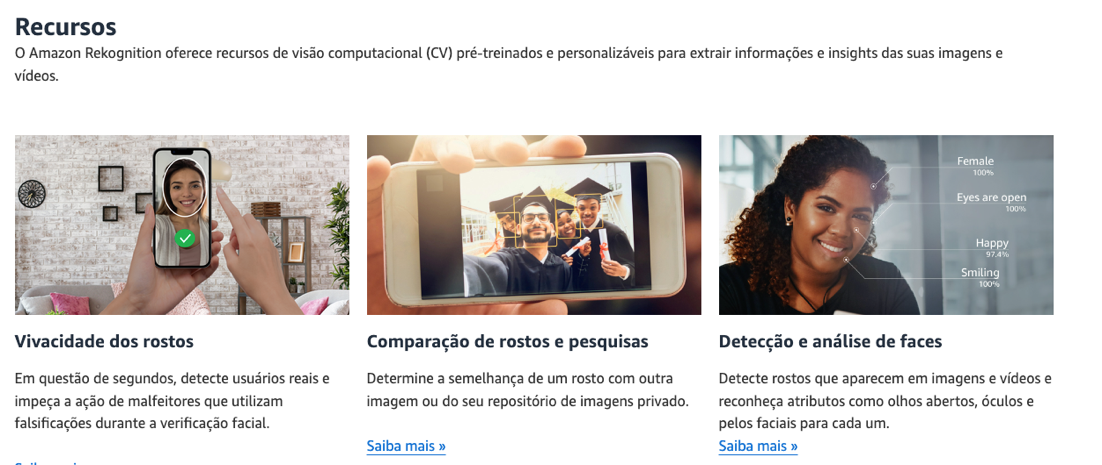 Recursos
O Amazon Rekognition oferece recursos de visão computacional (CV) pré-treinados e personalizáveis para extrair informações e insights das suas imagens e
vídeos.
Female
100%
Eyes are open
100%
Happy
97.4%
Smiling
100%
Vivacidade dos rostos
Em questão de segundos, detecte usuários reais e
impeça a ação de malfeitores que utilizam
falsificações durante a verificação facial.
Comparação de rostos e pesquisas
Determine a semelhança de um rosto com outra
imagem ou do seu repositório de imagens privado.
Saiba mais »
Detecção e análise de faces
Detecte rostos que aparecem em imagens e vídeos e
reconheça atributos como olhos abertos, óculos e
pelos faciais para cada um.
Saiba mais »